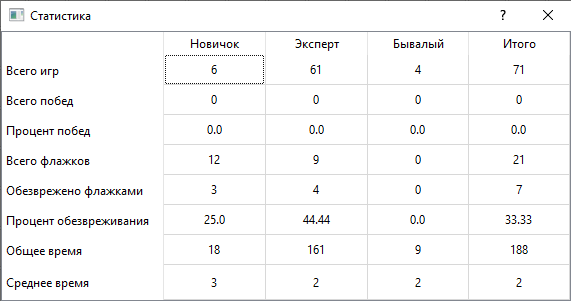 Статистика ?
Новичок Эксперт Бывалый Итого
Всего игр 6 61 4 71
Всего побед 0 0 0 0
Процент побед 0.0 0.0 0.0 0.0
Всего флажков 12 9 0 21
Обезврежено флажками 3 4 0 7
Процент обезвреживания 25.0 44.44 0.0 33.33
Общее время 18 161 9 188
Среднее время 3 2 2 2